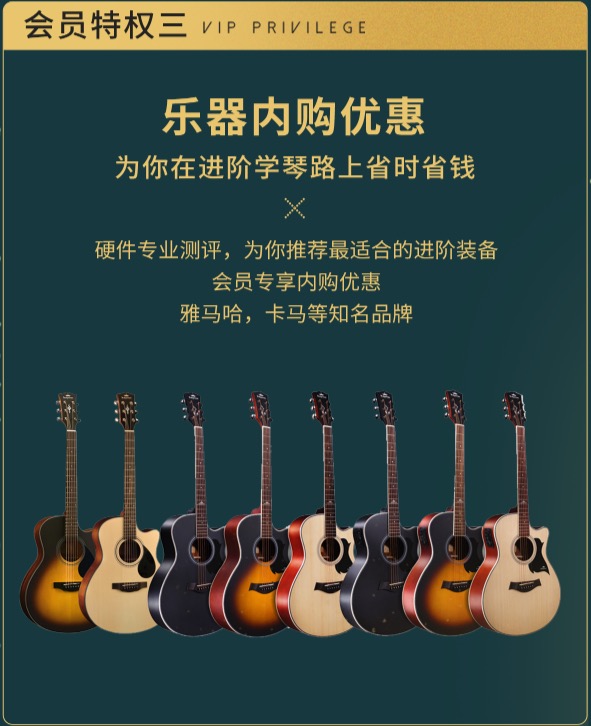 会员特权三 VIP PRIVILEGE
乐器内购优惠
为你在进阶学琴路上省时省钱
硬件专业测评，为你推荐最适合的进阶装备
会员专享内购优惠
雅马哈，卡马等知名品牌